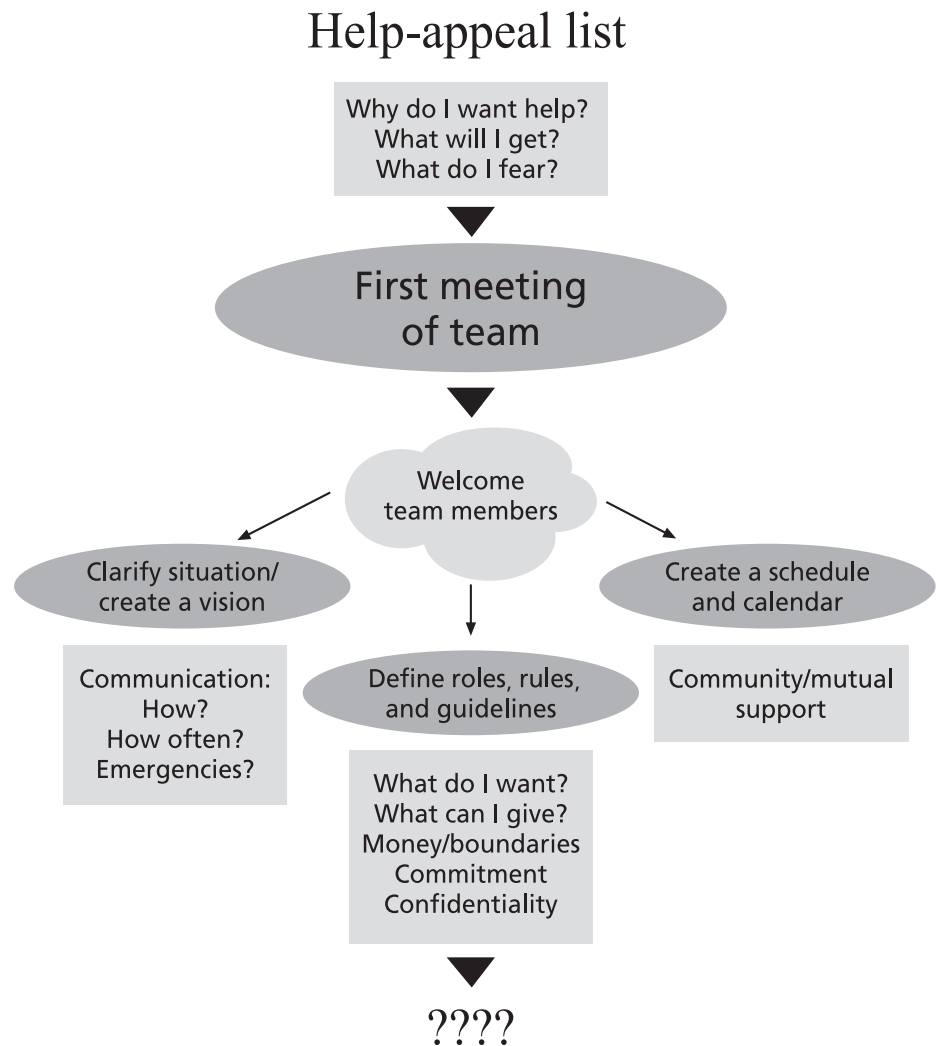 Help-appeal list
Why do I want help?
What will I get?
What do I fear?
First meeting
of team
Welcome
team members
Clarify situation/
create a vision
Communication:
How?
How often?
Emergencies?
Define roles, rules,
and guidelines
What do I want?
What can I give?
Money/boundaries
Commitment
Confidentiality
Create a schedule
and calendar
Community/mutual
support
????